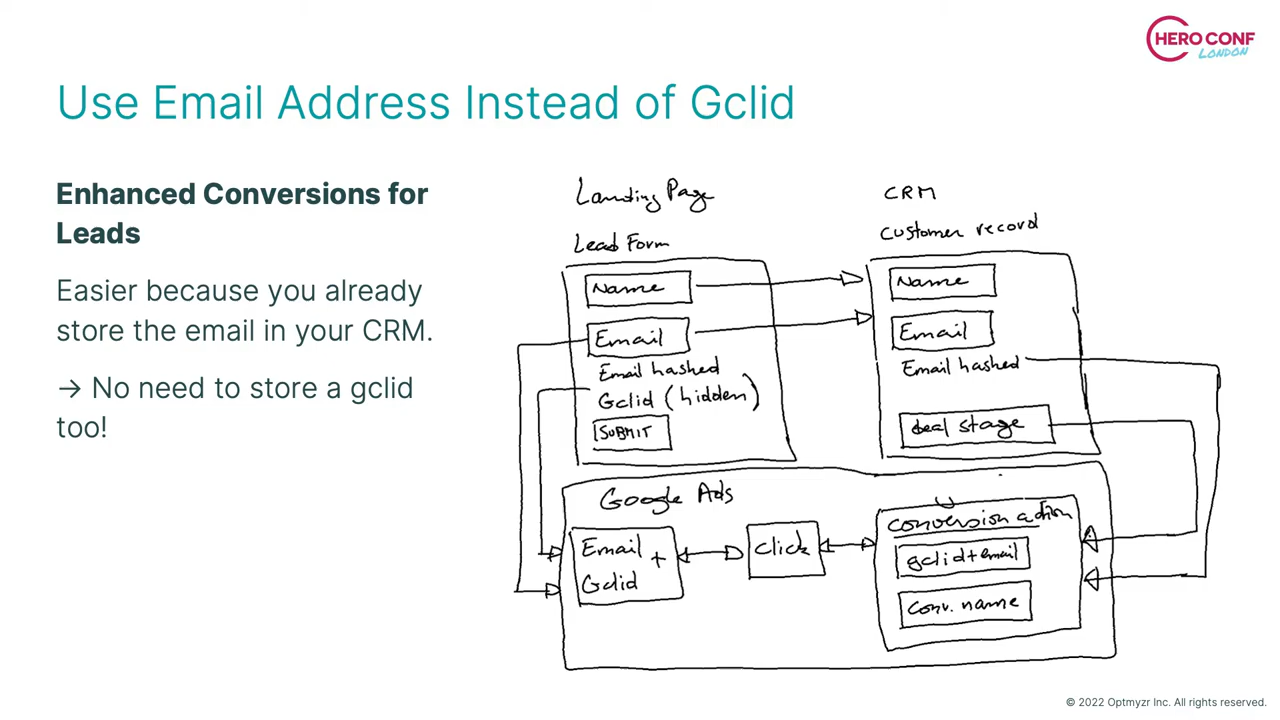 HERO CONF
LONDON
Use Email Address Instead of Gclid
Enhanced Conversions for
Leads
Easier because you already
store the email in your CRM.
→ No need to store a gclid
too!
Landing Page
Lead Form
Name
Email
Email hashed
Gclid (hidden)
SUBMIT
CRM
Customer record
Name
Email
Email hashed
deal stage
Google Ads
Email +
Gclid
Click
Conversion action
gclid + email
Conv. name
© 2022 Optmyzr Inc. All rights reserved.